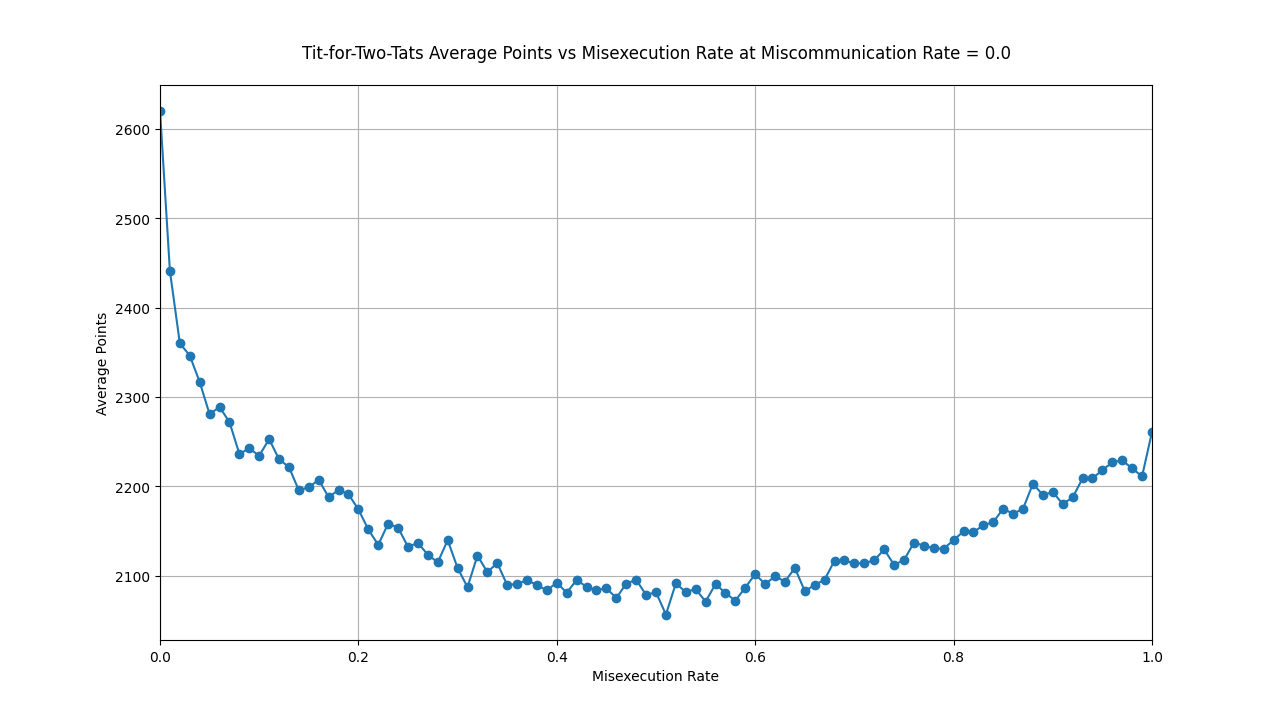 Tit-for-Two-Tats Average Points vs Misexecution Rate at Miscommunication Rate = 0.0
2600
2500
2400
2300
2200
2100
Average Points
0.0 0.2 0.4 0.6 0.8 1.0
Misexecution Rate